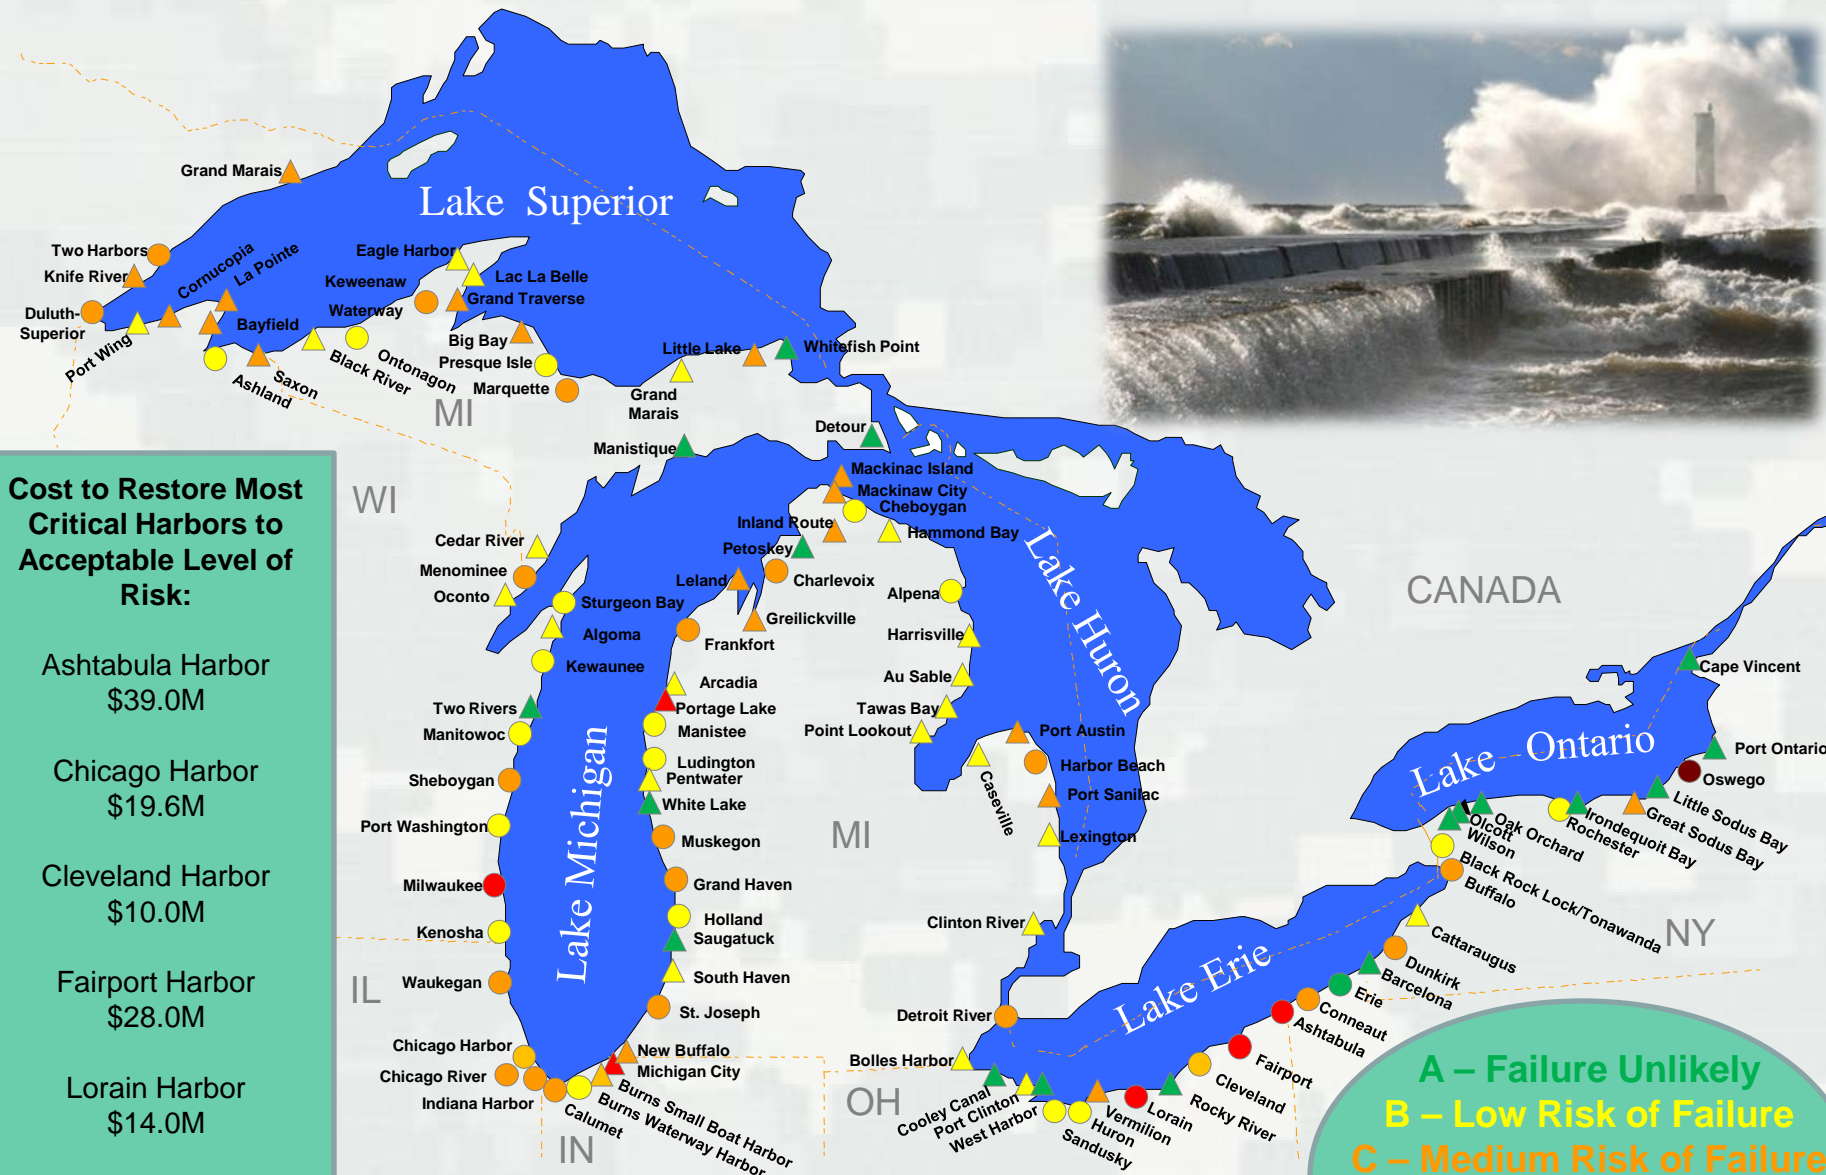 Grand Marais
Lake Superior
Two Harbors
Knife River
Cornucopia
La Pointe
Duluth-
Superior
Port Wing
Bayfield
Ashland
Saxon
Black River
Ontonagon
Eagle Harbor
Lac La Belle
Keweenaw
Waterway
Grand Traverse
Big Bay
Presque Isle
Marquette
Little Lake
Whitefish Point
Grand
Marais
MI
Detour
Manistique
WI
Mackinac Island
Mackinaw City
Cheboygan
Inland Route
Hammond Bay
Petoskey
Cedar River
Menominee
Oconto
Leland
Charlevoix
Sturgeon Bay
Algoma
Greilickville
Frankfort
Kewaunee
Arcadia
Portage Lake
Two Rivers
Manitowoc
Manistee
Ludington
Pentwater
Sheboygan
White Lake
Port Washington
Muskegon
Milwaukee
Grand Haven
Kenosha
Holland
Saugatuck
Waukegan
South Haven
St. Joseph
Lake Michigan
Chicago Harbor
Chicago River
Indiana Harbor
Calumet
New Buffalo
Michigan City
Burns Small Boat Harbor
Burns Waterway Harbor
IL
IN
MI
OH
Lake Huron
Alpena
Harrisville
Au Sable
Tawas Bay
Point Lookout
Port Austin
Harbor Beach
Caseville
Port Sanilac
Lexington
Clinton River
Detroit River
Bolles Harbor
Cooley Canal
Port Clinton
West Harbor
Sandusky
Huron
Vermilion
Lorain
Rocky River
Cleveland
Fairport
Ashtabula
Conneaut
Erie
Barcelona
Dunkirk
Cattaraugus
Lake Erie
Buffalo
Black Rock Lock/Tonawanda
NY
CANADA
Lake Ontario
Wilson
Olcott
Oak Orchard
Rochester
Irondequoit Bay
Great Sodus Bay
Little Sodus Bay
Oswego
Port Ontario
Cape Vincent
Cost to Restore Most
Critical Harbors to
Acceptable Level of
Risk:
Ashtabula Harbor
$39.0M
Chicago Harbor
$19.6M
Cleveland Harbor
$10.0M
Fairport Harbor
$28.0M
Lorain Harbor
$14.0M
A – Failure Unlikely
B – Low Risk of Failure
C – Medium Risk of Failure